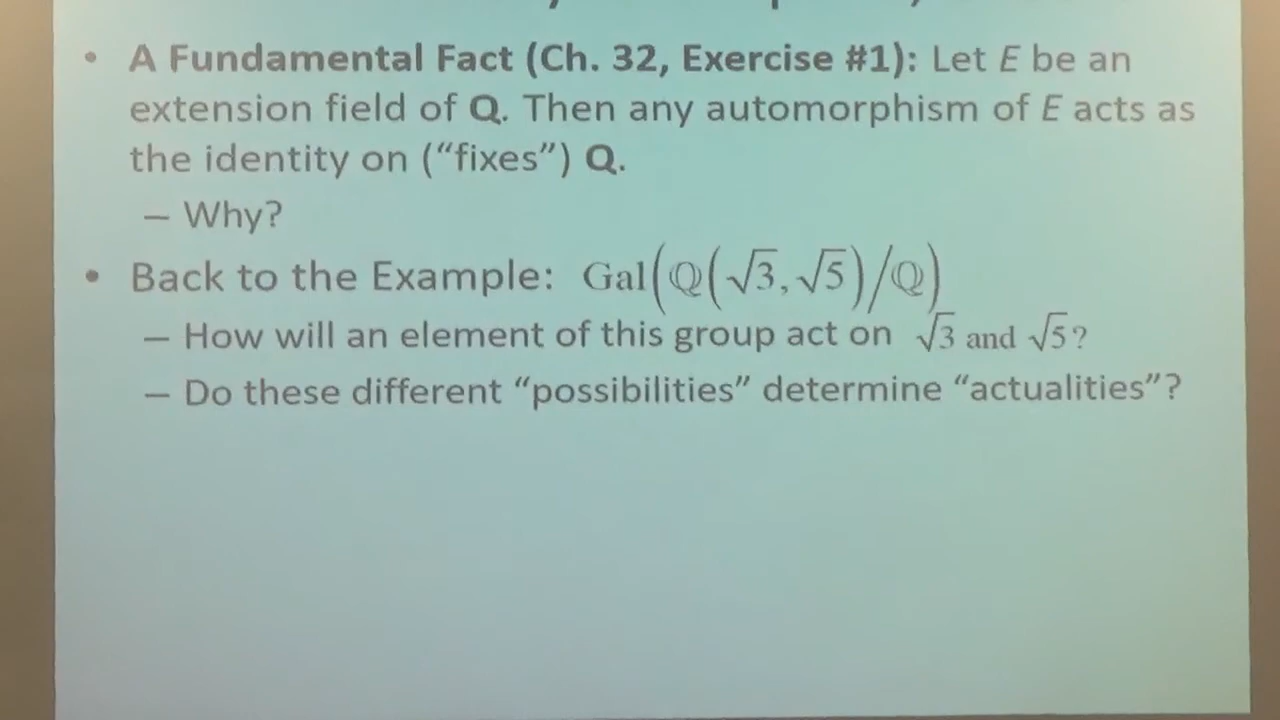 • A Fundamental Fact (Ch. 32, Exercise #1): Let E be an
extension field of Q. Then any automorphism of E acts as
the identity on (“fixes”) Q.
– Why?
• Back to the Example: Gal(ℚ(√3, √5)/ℚ)
– How will an element of this group act on √3 and √5?
– Do these different “possibilities” determine “actualities”?